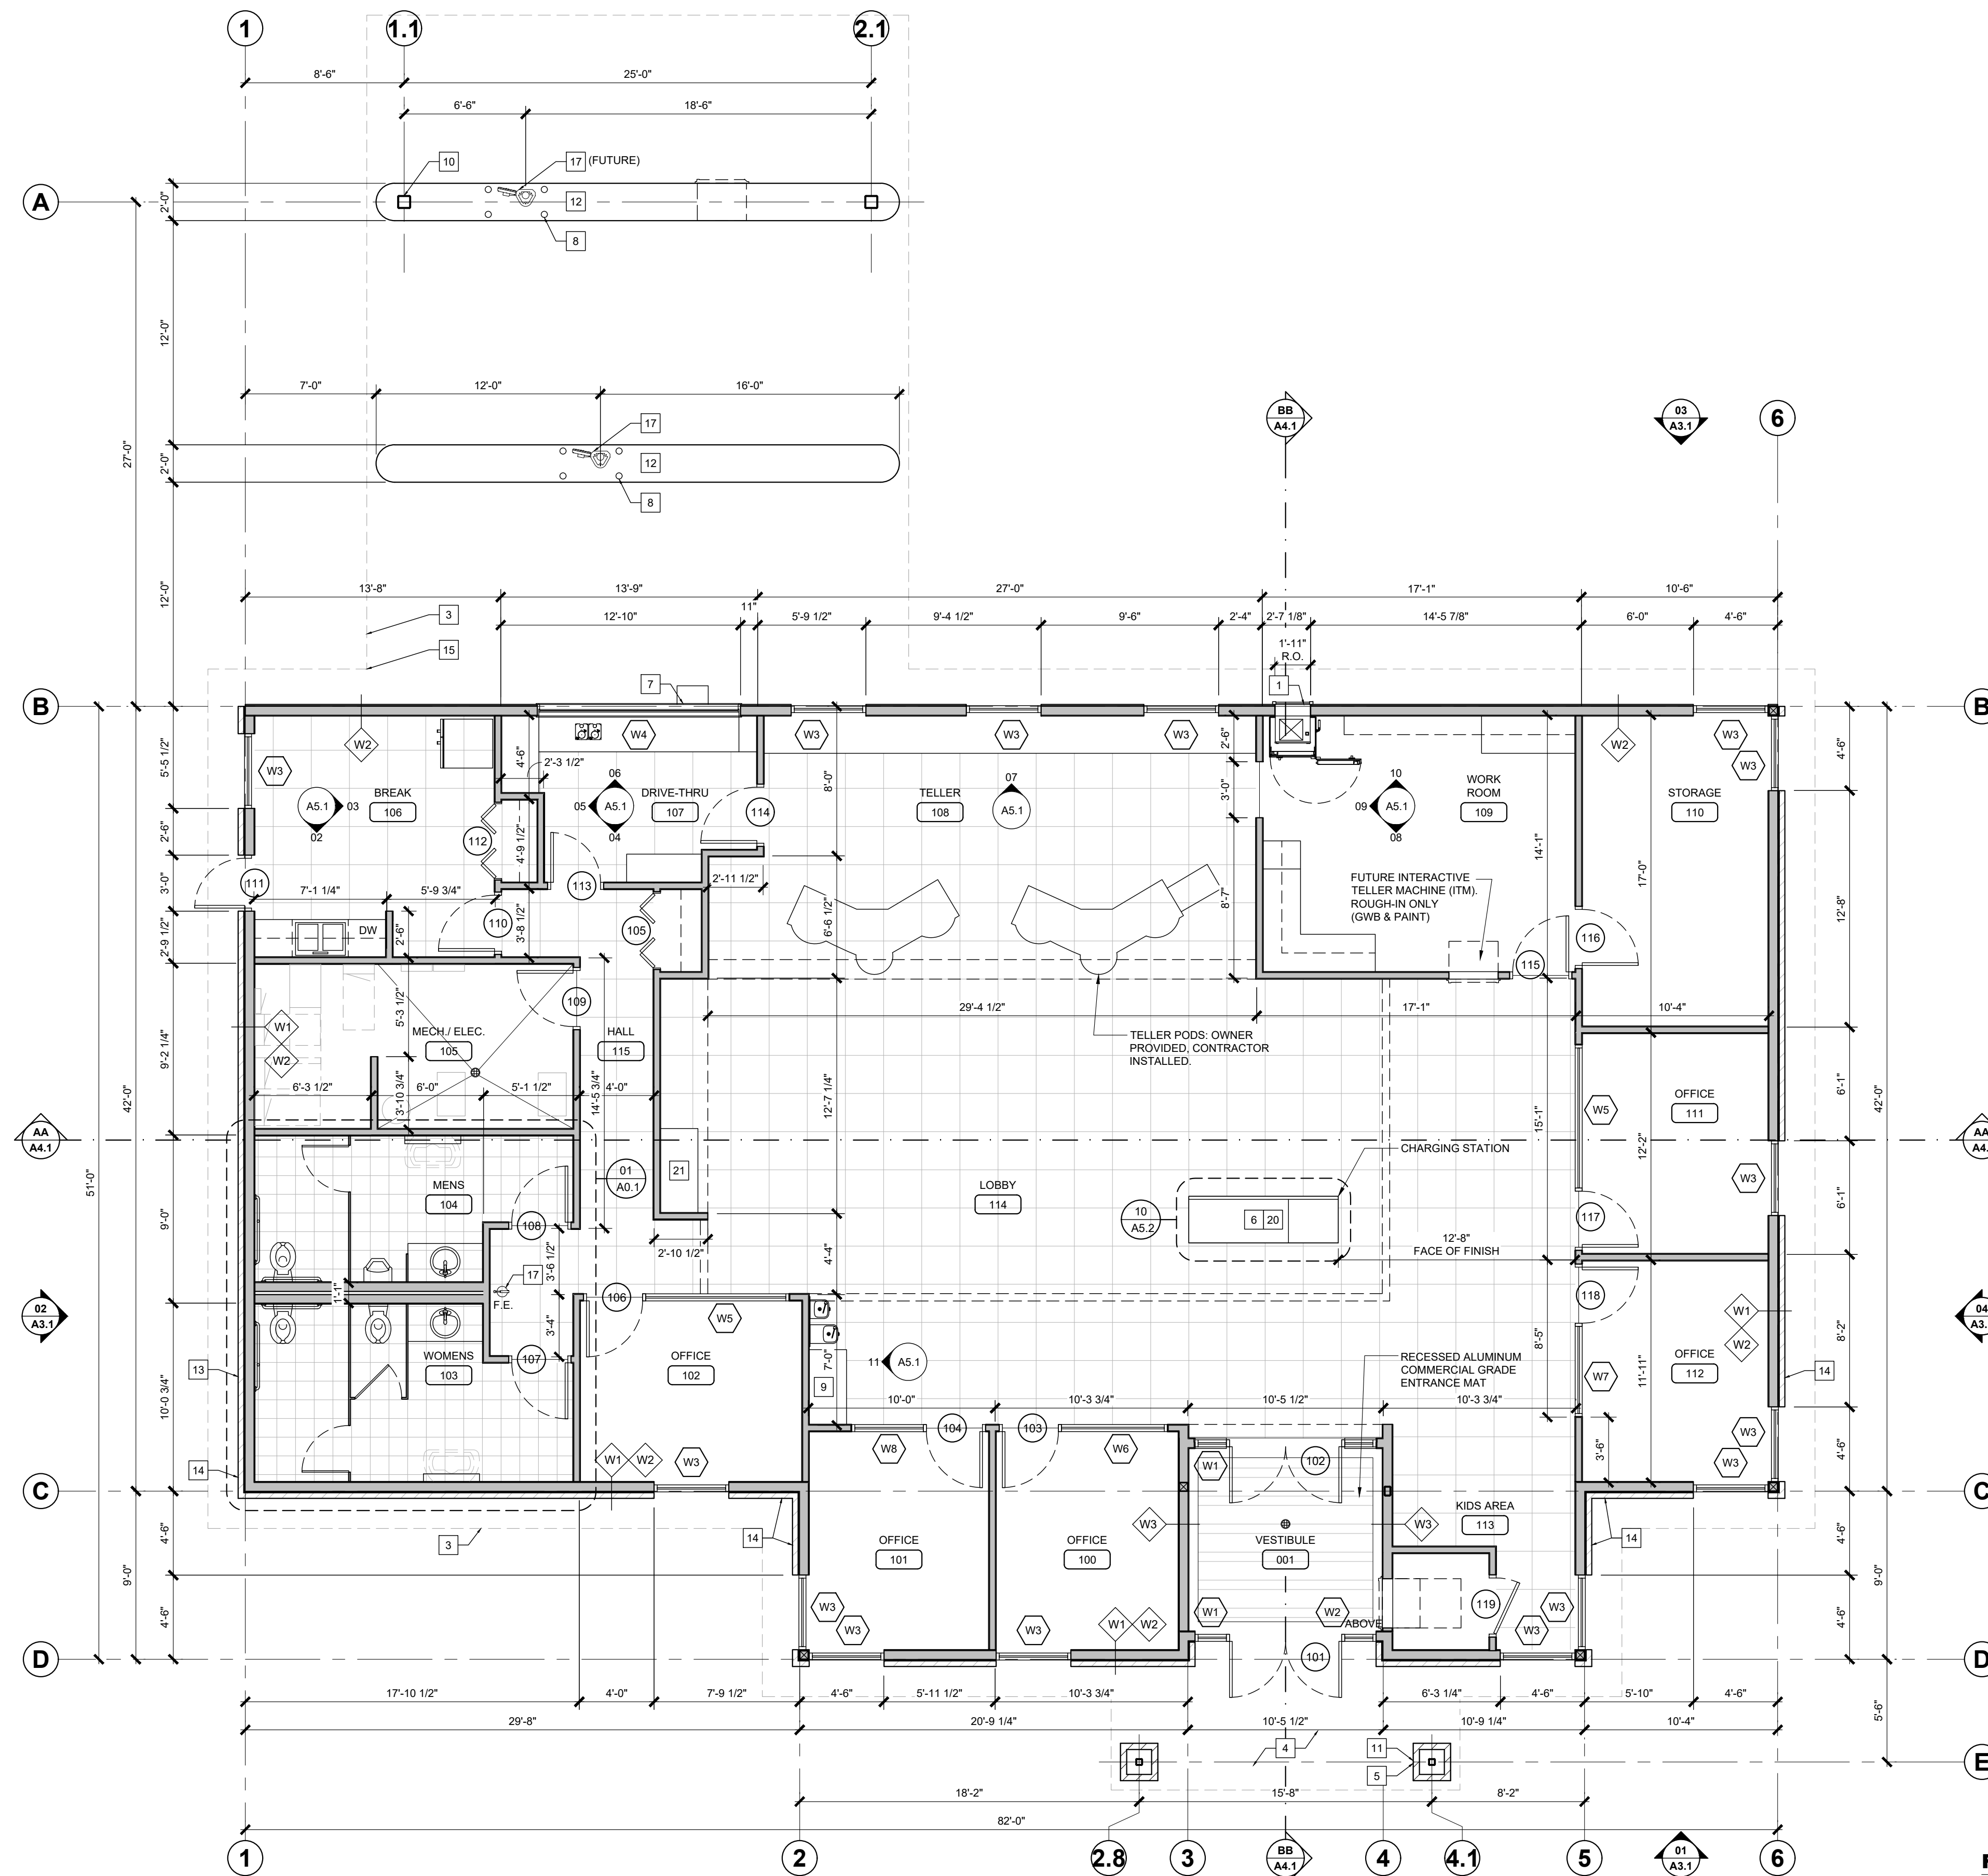 1
1.1
2.1
8'-6"
25'-0"
6'-6"
18'-6"
10
17 (FUTURE)
A
2'-0"
12
8
12'-0"
7'-0"
12'-0"
16'-0"
BB
A4.1
03
A3.1
6
17
27'-0"
2'-0"
12
8
12'-0"
13'-8"
13'-9"
27'-0"
17'-1"
10'-6"
3
12'-10"
11"
5'-9 1/2"
9'-4 1/2"
9'-6"
2'-4"
2'-7 1/8"
14'-5 7/8"
6'-0"
4'-6"
15
1'-11"
R.O.
7
1
B
B
W2
W4
W3
W3
W3
W2
W3
W3
W3
5'-5 1/2"
4'-6"
2'-3 1/2"
8'-0"
2'-6"
4'-6"
BREAK
106
A5.1
03
02
06
05
A5.1
04
DRIVE-THRU
107
114
TELLER
108
07
A5.1
3'-0"
10
09
A5.1
08
WORK
ROOM
109
STORAGE
110
2'-6"
112
4'-9 1/2"
14'-1"
17'-0"
3'-0"
111
7'-1 1/4"
5'-9 3/4"
113
2'-11 1/2"
8'-7"
FUTURE INTERACTIVE
TELLER MACHINE (ITM).
ROUGH-IN ONLY
(GWB & PAINT)
12'-8"
2'-9 1/2"
DW
2'-6"
110
3'-8 1/2"
105
6'-6 1/2"
115
116
W1
W2
5'-3 1/2"
MECH./ ELEC.
105
109
HALL
115
29'-4 1/2"
17'-1"
10'-4"
TELLER PODS: OWNER
PROVIDED, CONTRACTOR
INSTALLED.
9'-2 1/4"
42'-0"
6'-3 1/2"
3'-10 3/4"
6'-0"
5'-1 1/2"
14'-5 3/4"
4'-0"
12'-7 1/4"
15'-1"
W5
OFFICE
111
6'-1"
42'-0"
AA
A4.1
AA
A4.
51'-0"
01
A0.1
21
CHARGING STATION
12'-2"
9'-0"
MENS
104
LOBBY
114
10
A5.2
6
20
W3
6'-1"
108
117
3'-6 1/2"
2'-10 1/2"
4'-4"
12'-8"
FACE OF FINISH
02
A3.1
1'-1"
17
F.E.
106
118
W1
W2
04
A3.
3'-4"
W5
7'-0"
8'-2"
13
WOMENS
103
107
OFFICE
102
11
A5.1
9
RECESSED ALUMINUM
COMMERCIAL GRADE
ENTRANCE MAT
8'-5"
W7
11'-11"
OFFICE
112
14
10'-0 3/4"
10'-0"
10'-3 3/4"
10'-5 1/2"
10'-3 3/4"
104
103
3'-6"
W3
W3
4'-6"
14
W1
W2
W3
W8
W6
W1
102
C
C
3
14
W3
W3
KIDS AREA
113
14
OFFICE
101
OFFICE
100
VESTIBULE
001
4'-6"
4'-6"
9'-0"
9'-0"
4'-6"
W3
W3
W3
W1
W2
W1
W2
ABOVE
119
W3
W3
4'-6"
D
101
D
17'-10 1/2"
4'-0"
7'-9 1/2"
4'-6"
5'-11 1/2"
10'-3 3/4"
6'-3 1/4"
4'-6"
5'-10"
4'-6"
5'-6"
29'-8"
20'-9 1/4"
10'-5 1/2"
10'-9 1/4"
10'-4"
4
11
5
E
18'-2"
15'-8"
8'-2"
82'-0"
1
2
2.8
3
BB
A4.1
4
4.1
5
01
A3.1
6